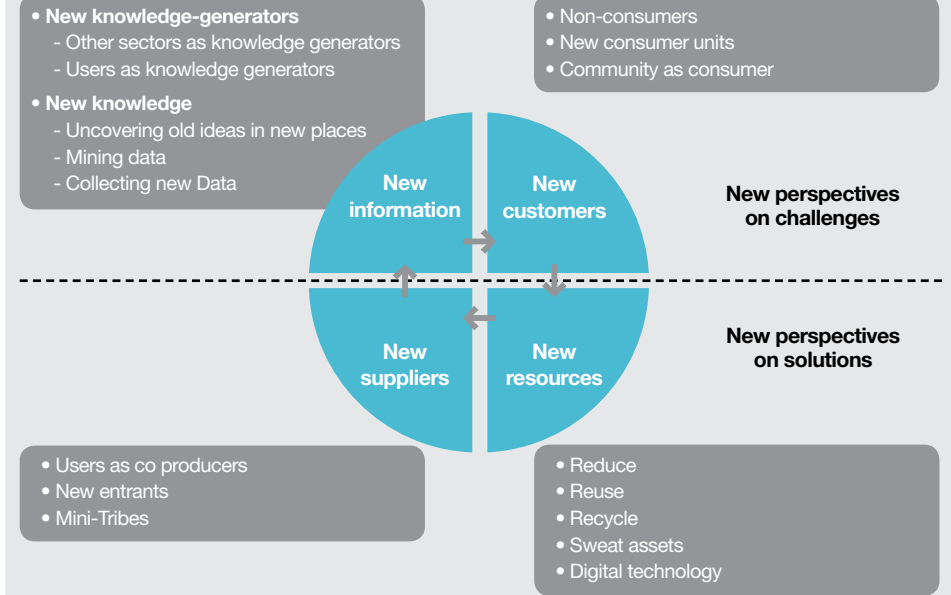 • New knowledge-generators
- Other sectors as knowledge generators
- Users as knowledge generators
• New knowledge
- Uncovering old ideas in new places
- Mining data
- Collecting new Data
• Non-consumers
• New consumer units
• Community as consumer
New
information
New
customers
New perspectives
on challenges
New
suppliers
New
resources
New perspectives
on solutions
• Users as co producers
• New entrants
• Mini-Tribes
• Reduce
• Reuse
• Recycle
• Sweat assets
• Digital technology